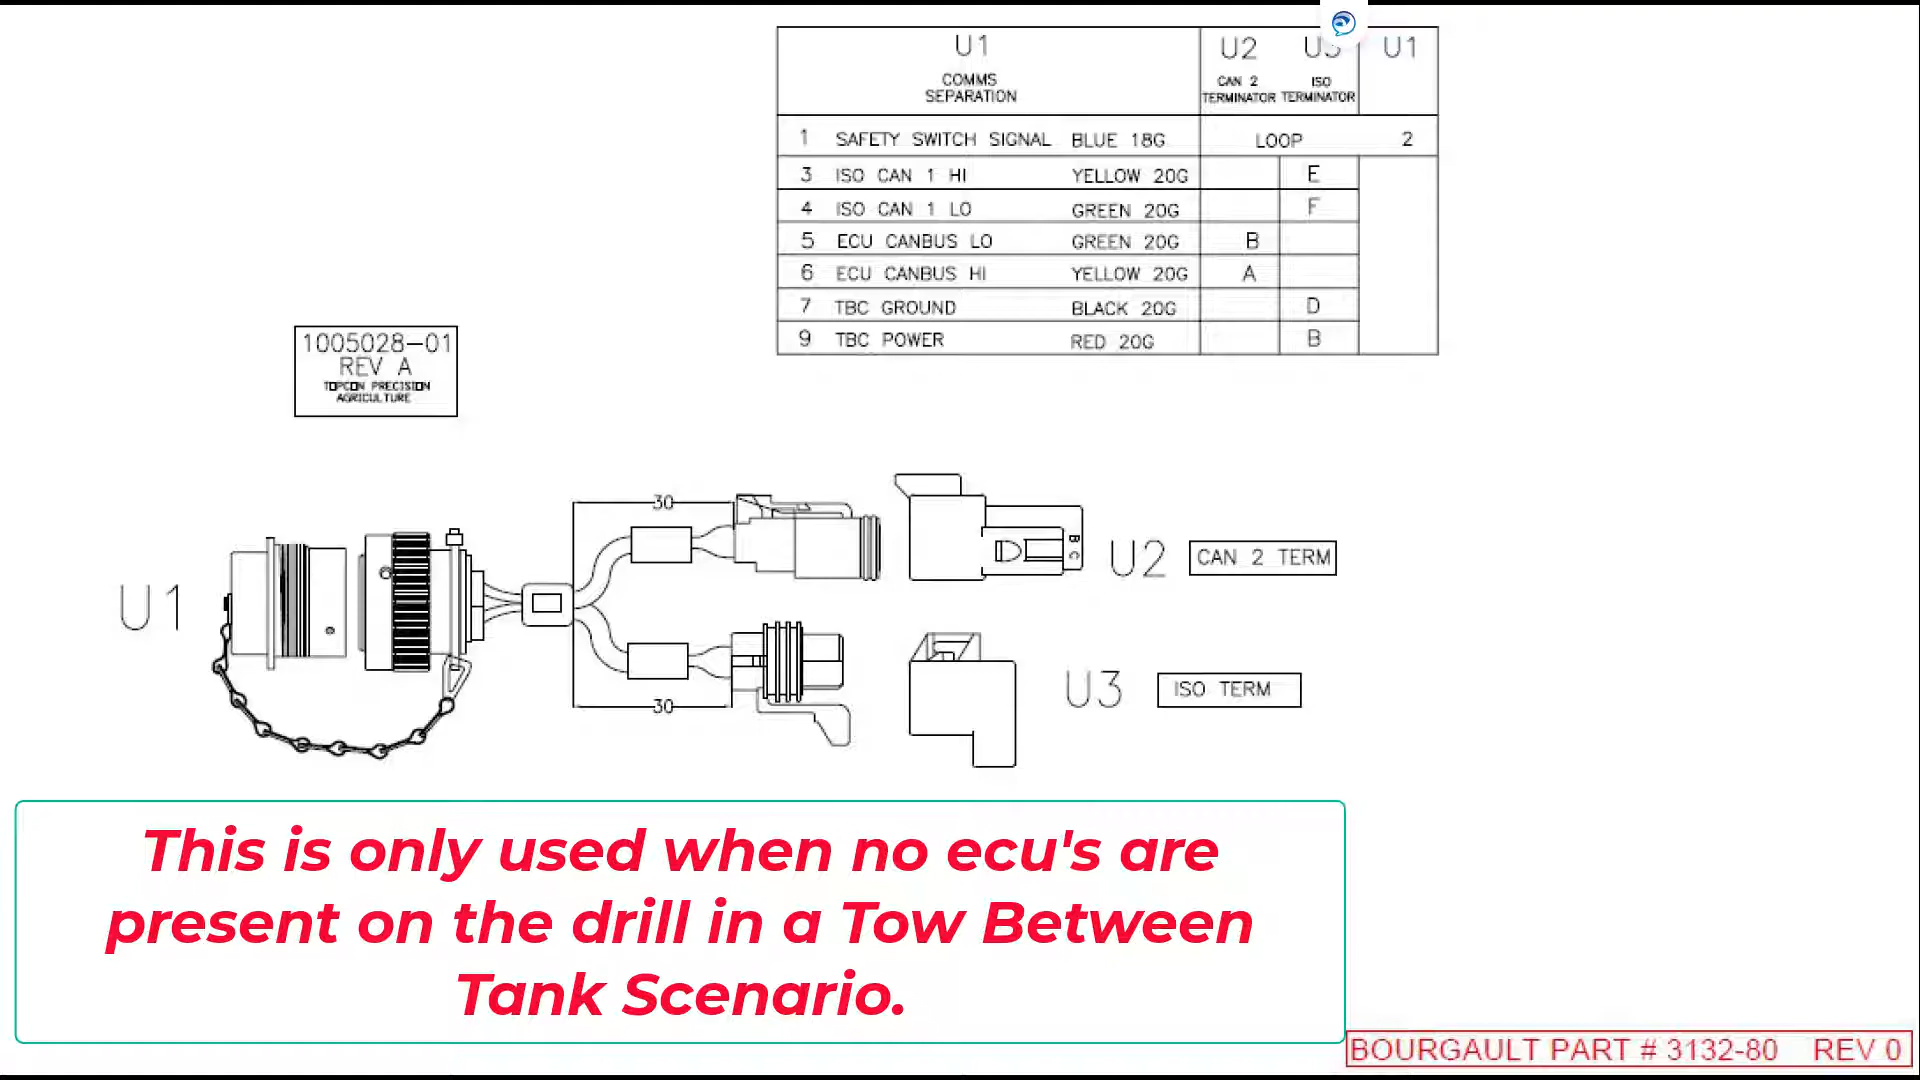 U1 U2 U3 U1
COMMS CAN 2 ISO
SEPARATION TERMINATOR TERMINATOR
1 SAFETY SWITCH SIGNAL BLUE 18G LOOP 2
3 ISO CAN 1 HI YELLOW 20G E
4 ISO CAN 1 LO GREEN 20G F
5 ECU CANBUS LO GREEN 20G B
6 ECU CANBUS HI YELLOW 20G A
7 TBC GROUND BLACK 20G D
9 TBC POWER RED 20G B
1005028-01
REV A
TOPCON PRECISION
AGRICULTURE
30
B
C
U2 CAN 2 TERM
U1
U3 ISO TERM
30
This is only used when no ecu's are
present on the drill in a Tow Between
Tank Scenario.
BOURGAULT PART # 3132-80 REV 0